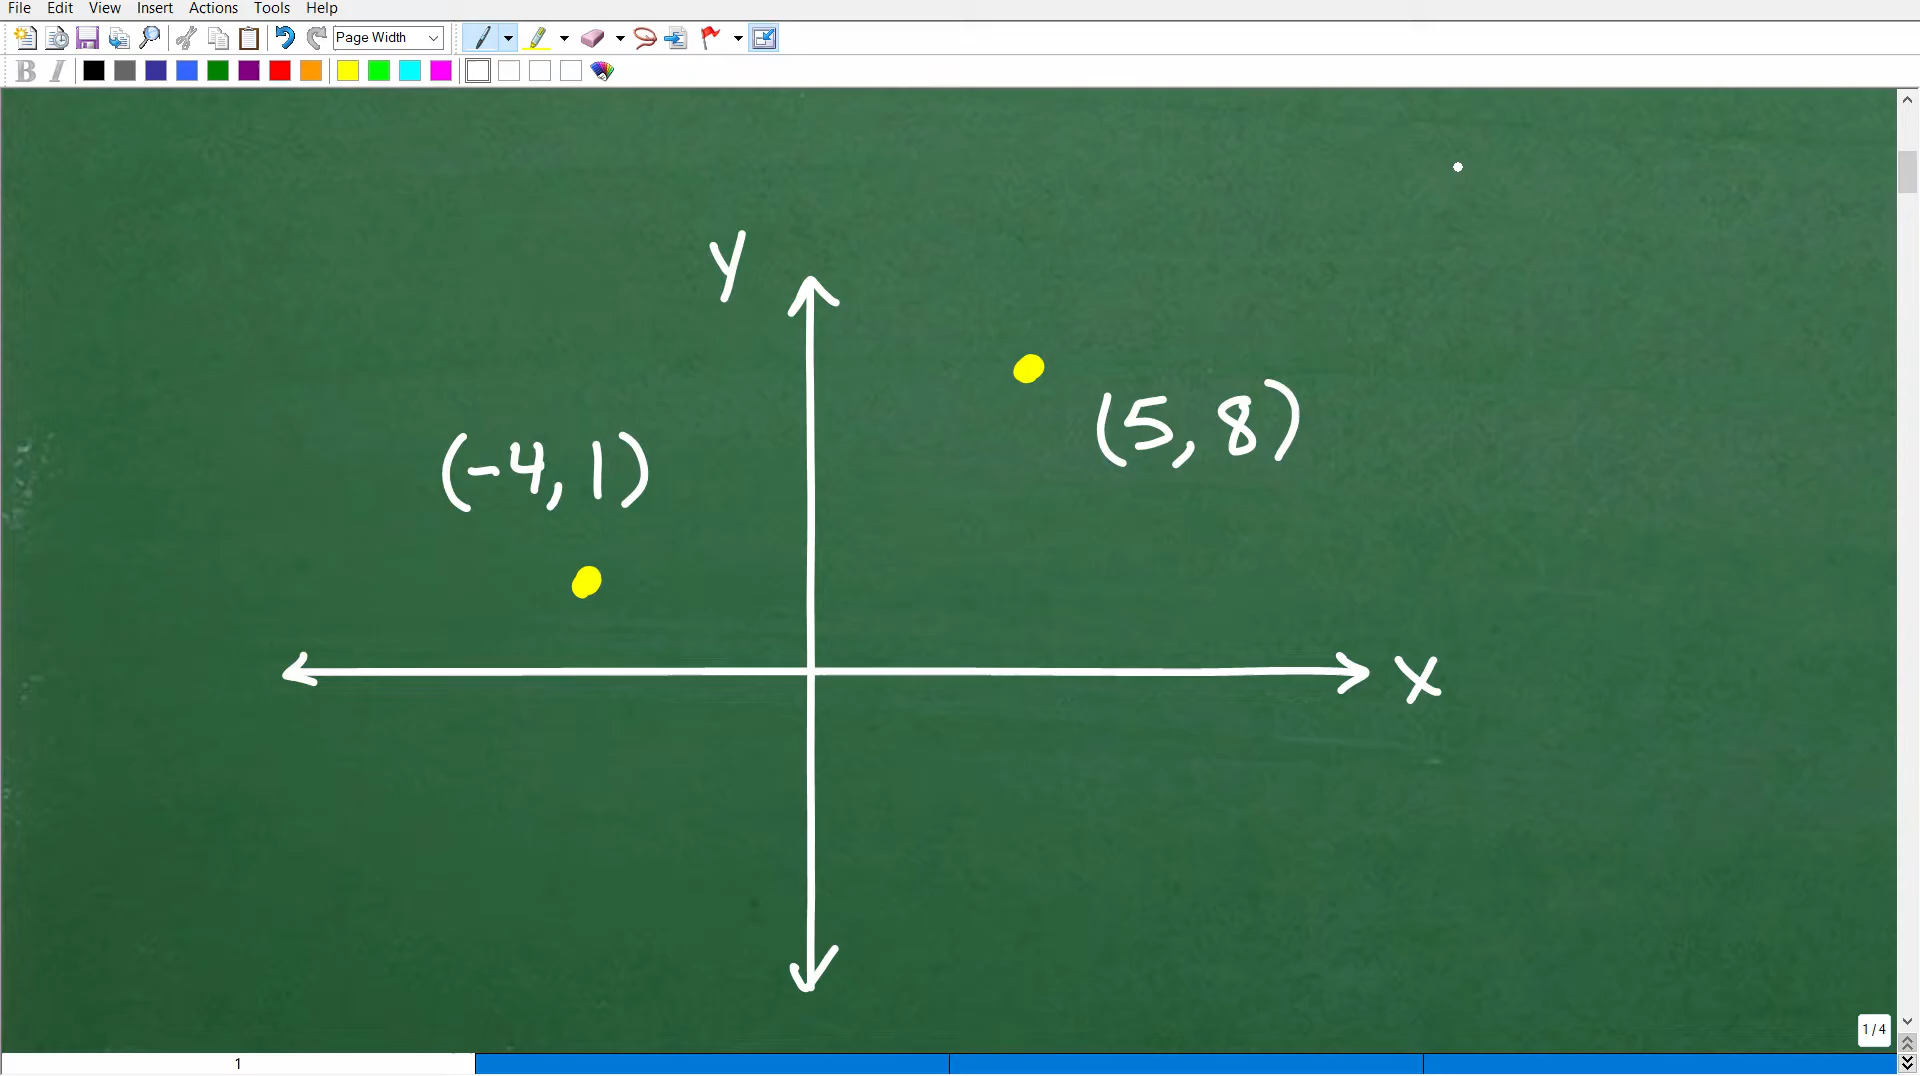 File Edit View Insert Actions Tools Help
Page Width
B I
y
(5, 8)
(-4, 1)
x
1 / 4
1